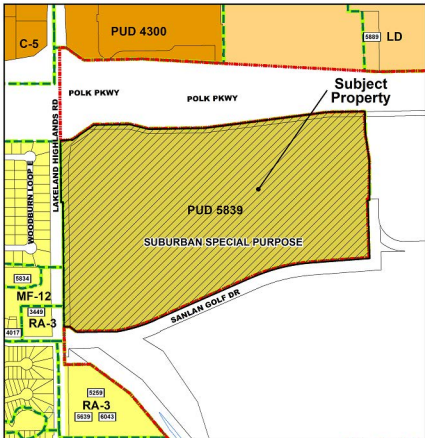 C-5
PUD 4300
5889
LD
POLK PKWY
POLK PKWY
Subject
Property
LAKELAND HIGHLANDS RD
WOODBURN LOOP E
PUD 5839
SUBURBAN SPECIAL PURPOSE
5834
MF-12
3449
RA-3
4017
SANLAN GOLF DR
5259
RA-3
5639
6043